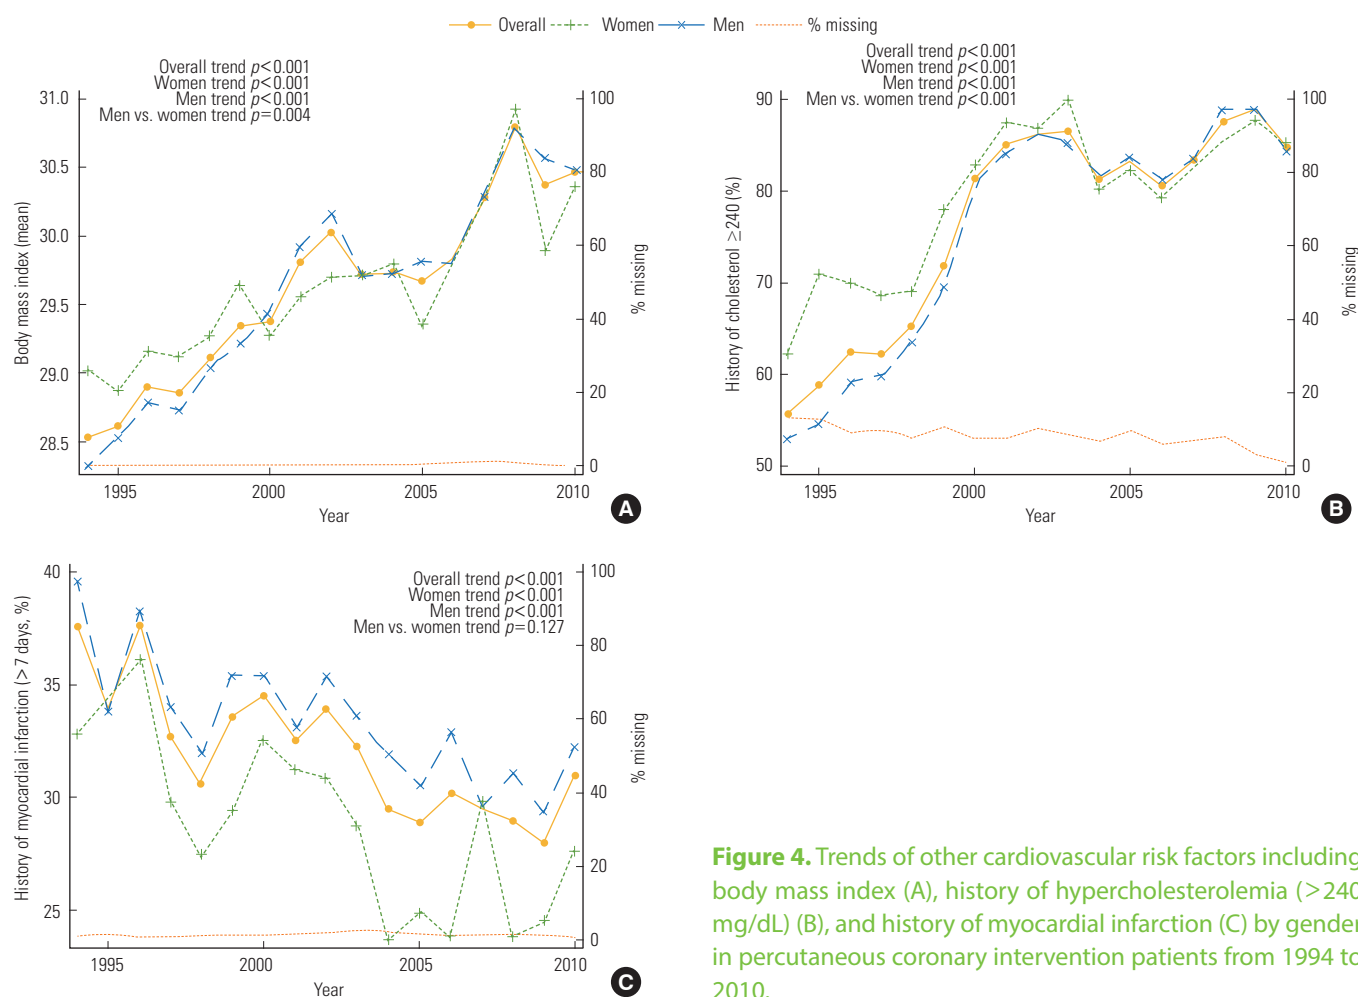 Overall Women Men % missing
Overall trend p<0.001
Women trend p<0.001
Men trend p<0.001
Men vs. women trend p=0.004
31.0
30.5
30.0
29.5
29.0
28.5
Body mass index (mean)
100
80
60
40
20
0
% missing
1995 2000 2005 2010
Year
A
Overall trend p<0.001
Women trend p<0.001
Men trend p<0.001
Men vs. women trend p<0.001
90
80
70
60
50
History of cholesterol ≥240 (%)
100
80
60
40
20
0
% missing
1995 2000 2005 2010
Year
B
Overall trend p<0.001
Women trend p<0.001
Men trend p<0.001
Men vs. women trend p=0.127
40
35
30
25
History of myocardial infarction (>7 days, %)
100
80
60
40
20
0
% missing
1995 2000 2005 2010
Year
C
Figure 4. Trends of other cardiovascular risk factors including
body mass index (A), history of hypercholesterolemia (>240
mg/dL) (B), and history of myocardial infarction (C) by gender
in percutaneous coronary intervention patients from 1994 to
2010.